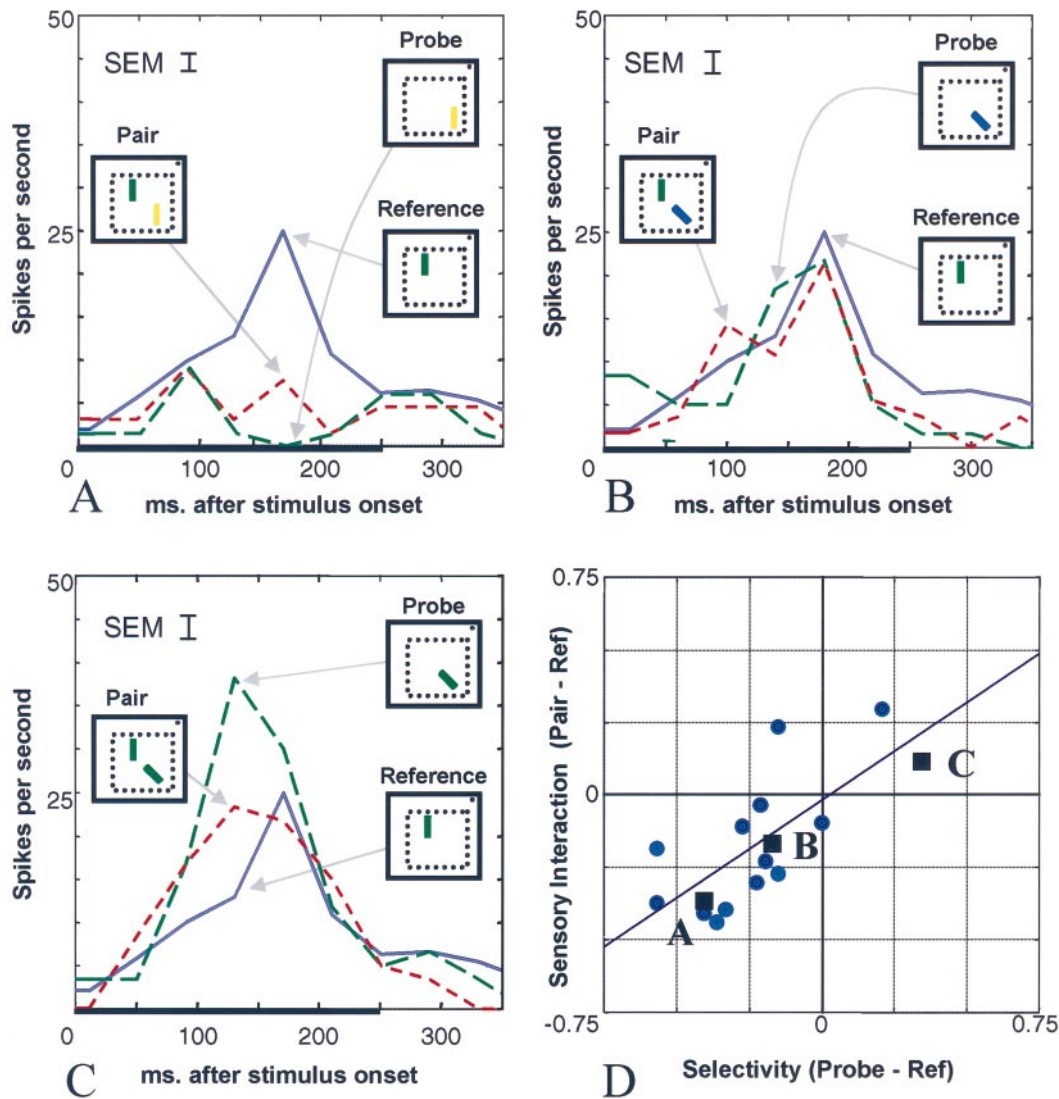 50
SEM
Probe
Pair
Reference
25
Spikes per second
0 100 200 300
A
ms. after stimulus onset
50
SEM
Probe
Pair
Reference
25
Spikes per second
0 100 200 300
B
ms. after stimulus onset
50
SEM
Probe
Pair
Reference
25
Spikes per second
0 100 200 300
C
ms. after stimulus onset
0.75
Sensory Interaction (Pair - Ref)
0
C
B
A
-0.75
0 0.75
D
Selectivity (Probe - Ref)